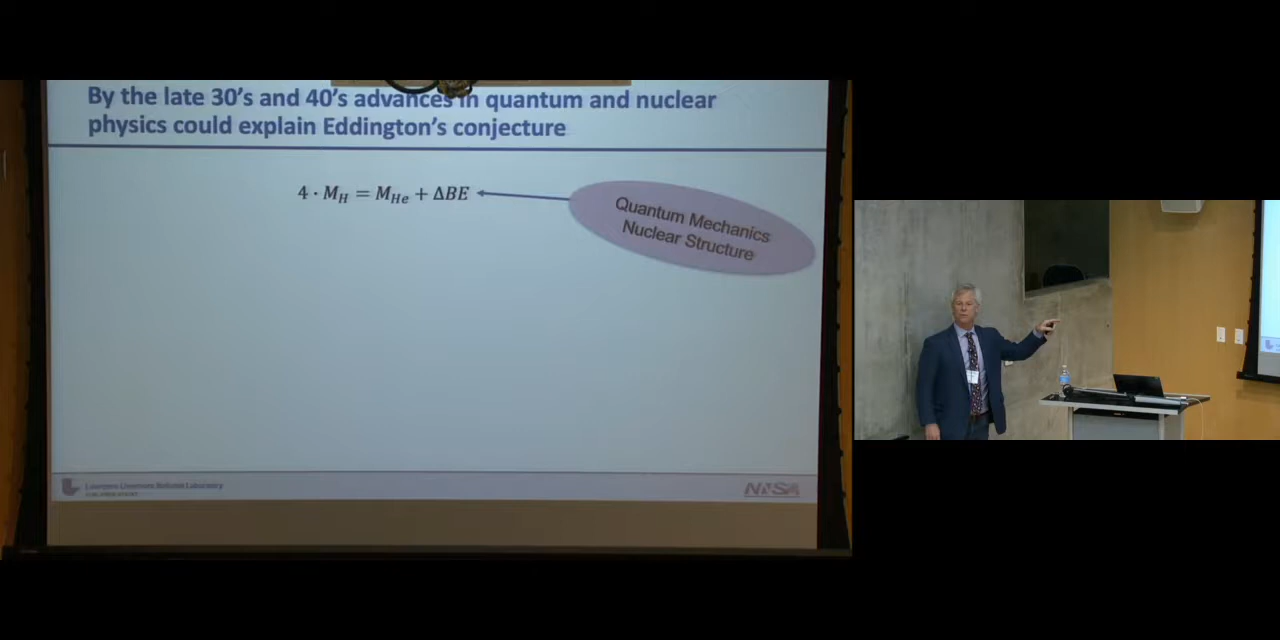 By the late 30's and 40's advances in quantum and nuclear
physics could explain Eddington's conjecture
4 · M_H = M_He + ΔBE
Quantum Mechanics
Nuclear Structure
Lawrence Livermore National Laboratory
NNSA